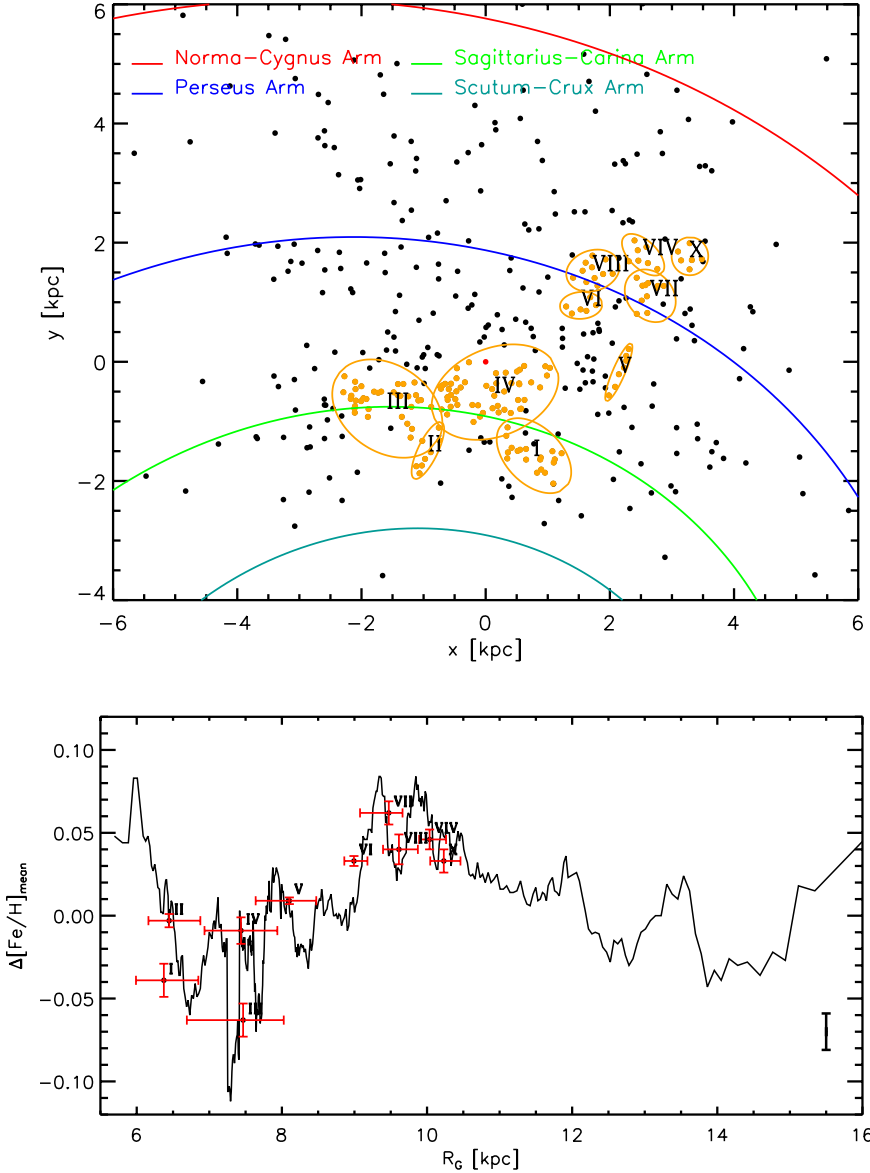 6
Norma-Cygnus Arm Sagittarius-Carina Arm
Perseus Arm Scutum-Crux Arm
4
2
VIII XIV X
VII
VI
y [kpc]
0
V
IV
III
II
I
−2
−4
−6 −4 −2 0 2 4 6
x [kpc]
0.10
VII
0.05
VIII XIV
VI X
Δ[Fe/H]mean
II IV V
0.00
I
−0.05
III
−0.10
6 8 10 12 14 16
RG [kpc]